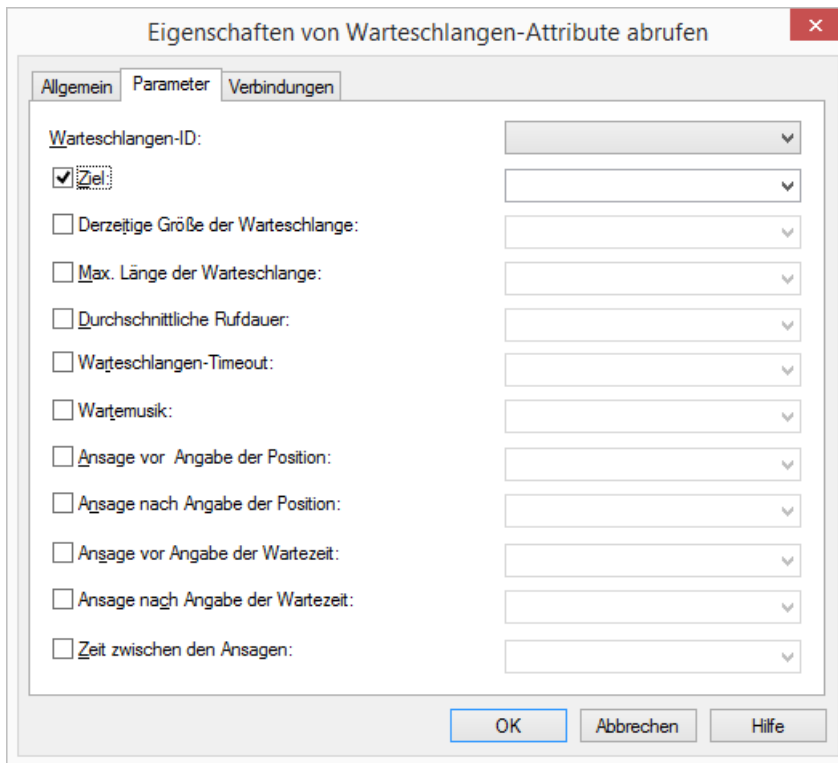 Eigenschaften von Warteschlangen-Attribute abrufen
Allgemein Parameter Verbindungen
Warteschlangen-ID:
Ziel:
Derzeitige Größe der Warteschlange:
Max. Länge der Warteschlange:
Durchschnittliche Rufdauer:
Warteschlangen-Timeout:
Wartemusik:
Ansage vor Angabe der Position:
Ansage nach Angabe der Position:
Ansage vor Angabe der Wartezeit:
Ansage nach Angabe der Wartezeit:
Zeit zwischen den Ansagen:
OK Abbrechen Hilfe